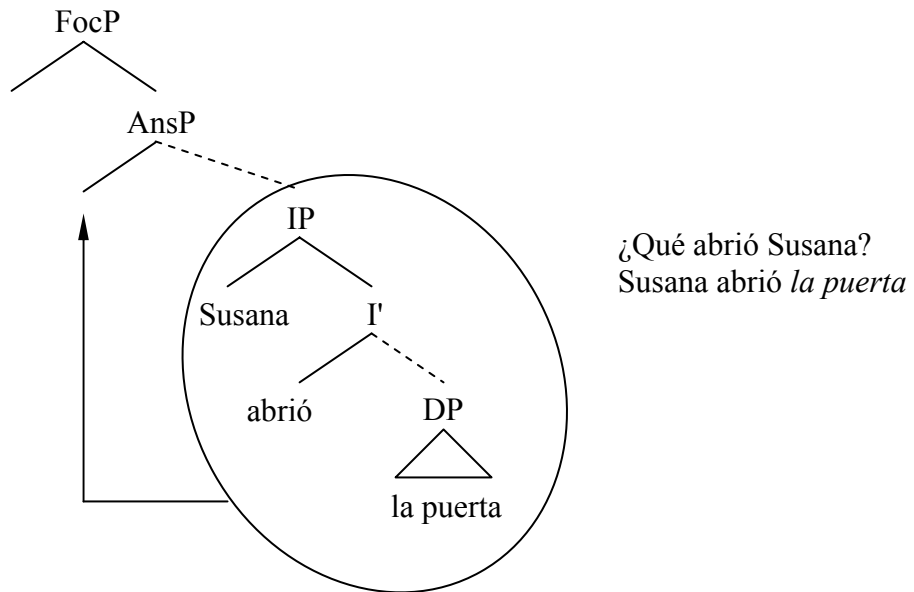 FocP
AnsP
IP
Susana
I'
abrió
DP
la puerta
¿Qué abrió Susana?
Susana abrió la puerta